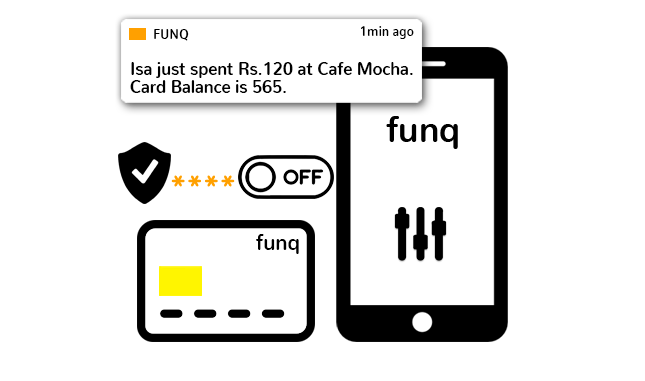 FUNQ
1min ago
Isa just spent Rs.120 at Cafe Mocha.
Card Balance is 565.
funq
****
OFF
funq